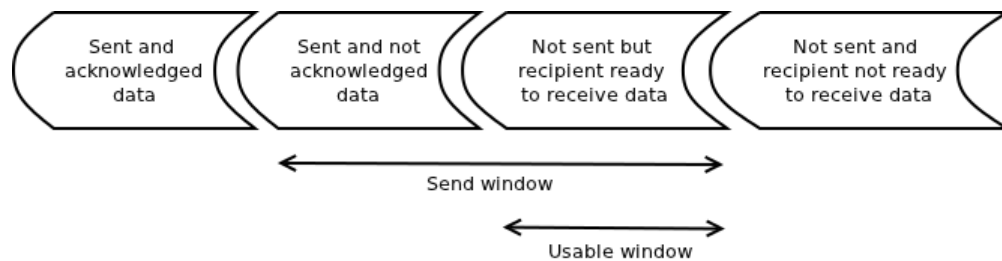 Sent and
acknowledged
data
Sent and not
acknowledged
data
Not sent but
recipient ready
to receive data
Not sent and
recipient not ready
to receive data
Send window
Usable window